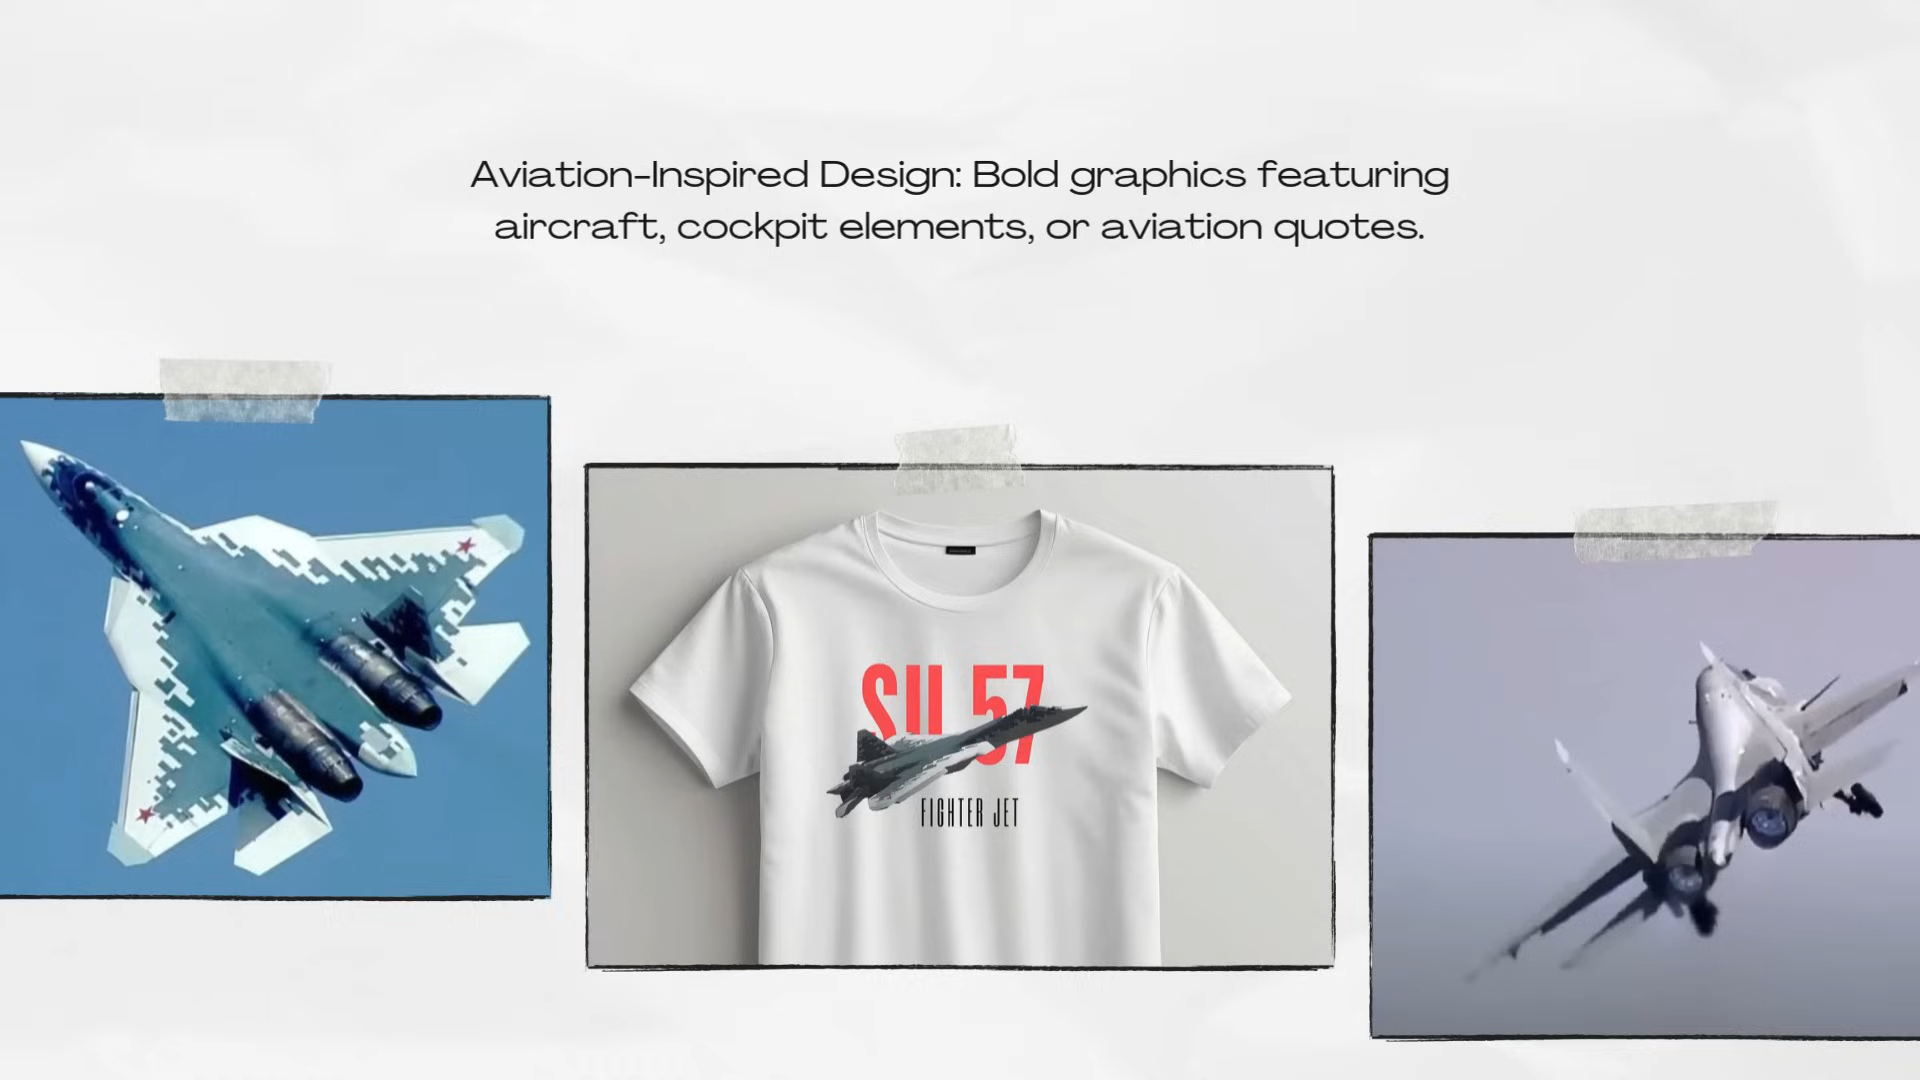 Aviation-Inspired Design: Bold graphics featuring
aircraft, cockpit elements, or aviation quotes.
SU 57
FIGHTER JET